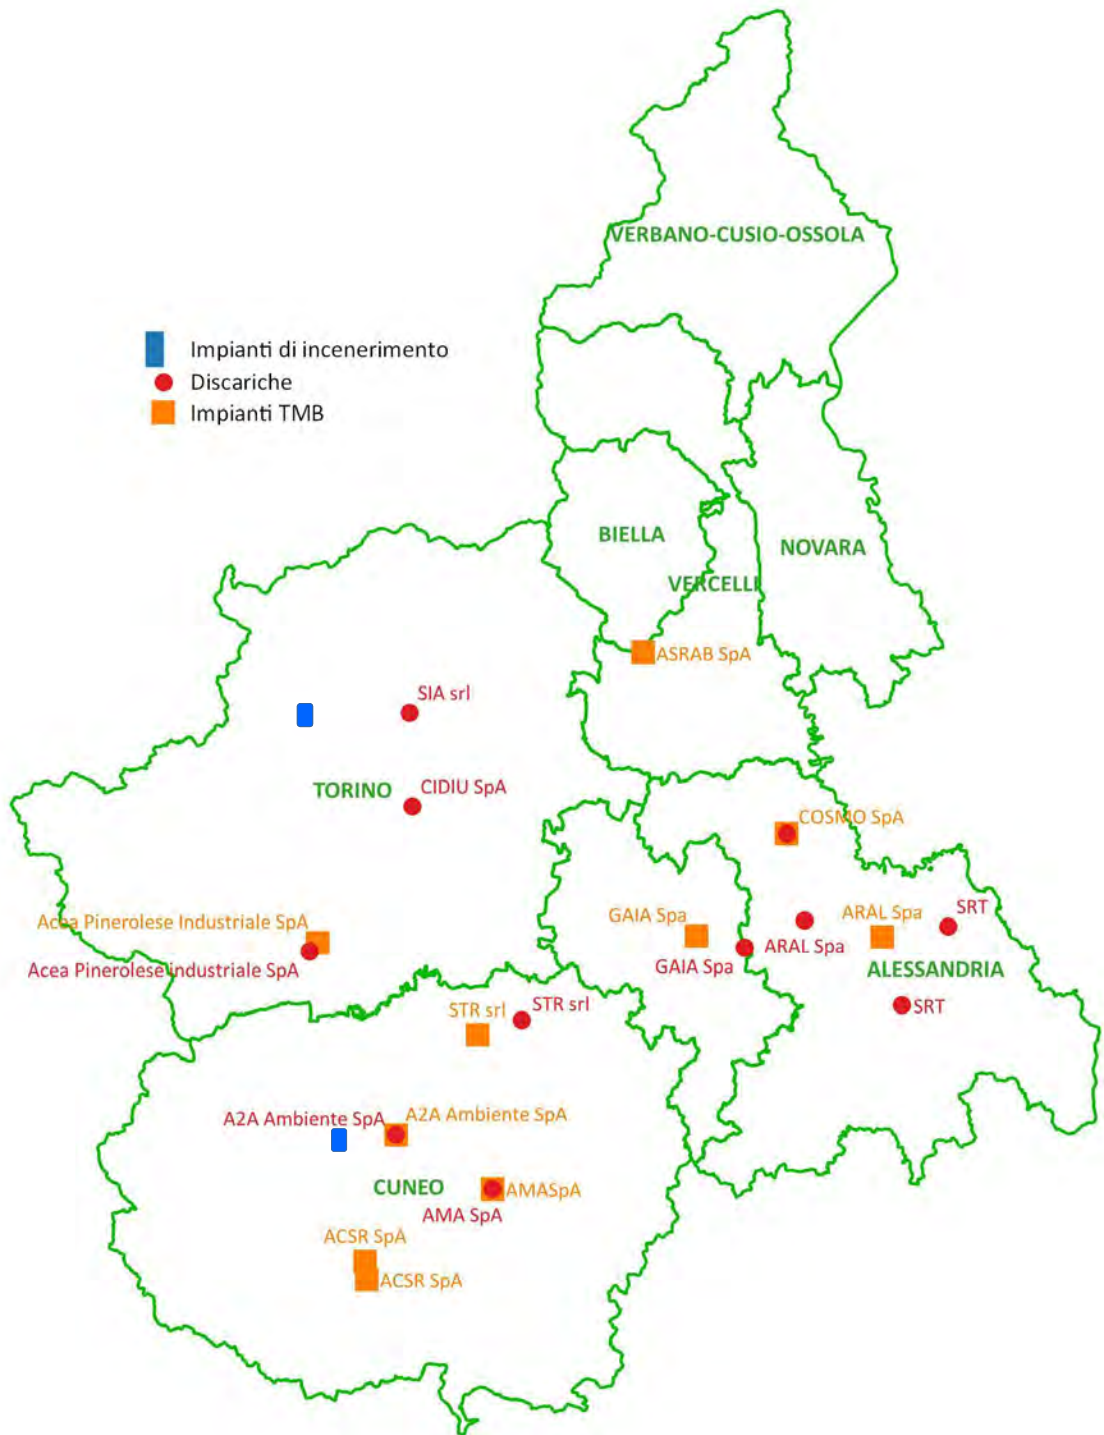 VERBANO-CUSIO-OSSOLA
Impianti di incenerimento
Discariche
Impianti TMB
BIELLA
NOVARA
VERCELLI
ASRAB SpA
SIA srl
TORINO
CIDIU SpA
COSMO SpA
Acea Pinerolese Industriale SpA
GAIA Spa
ARAL Spa
SRT
Acea Pinerolese industriale SpA
GAIA Spa
ARAL Spa
ALESSANDRIA
STR srl
STR srl
SRT
A2A Ambiente SpA
A2A Ambiente SpA
CUNEO
AMASpA
AMA SpA
ACSR SpA
ACSR SpA